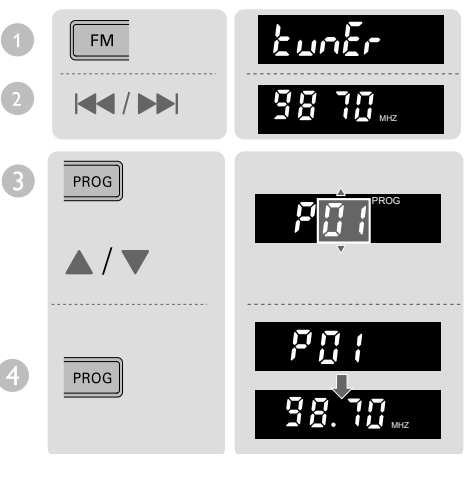 1
FM
tunEr
2
/
98 70 MHZ
3
PROG
P01 PROG
/
4
P01
PROG
98.70 MHZ